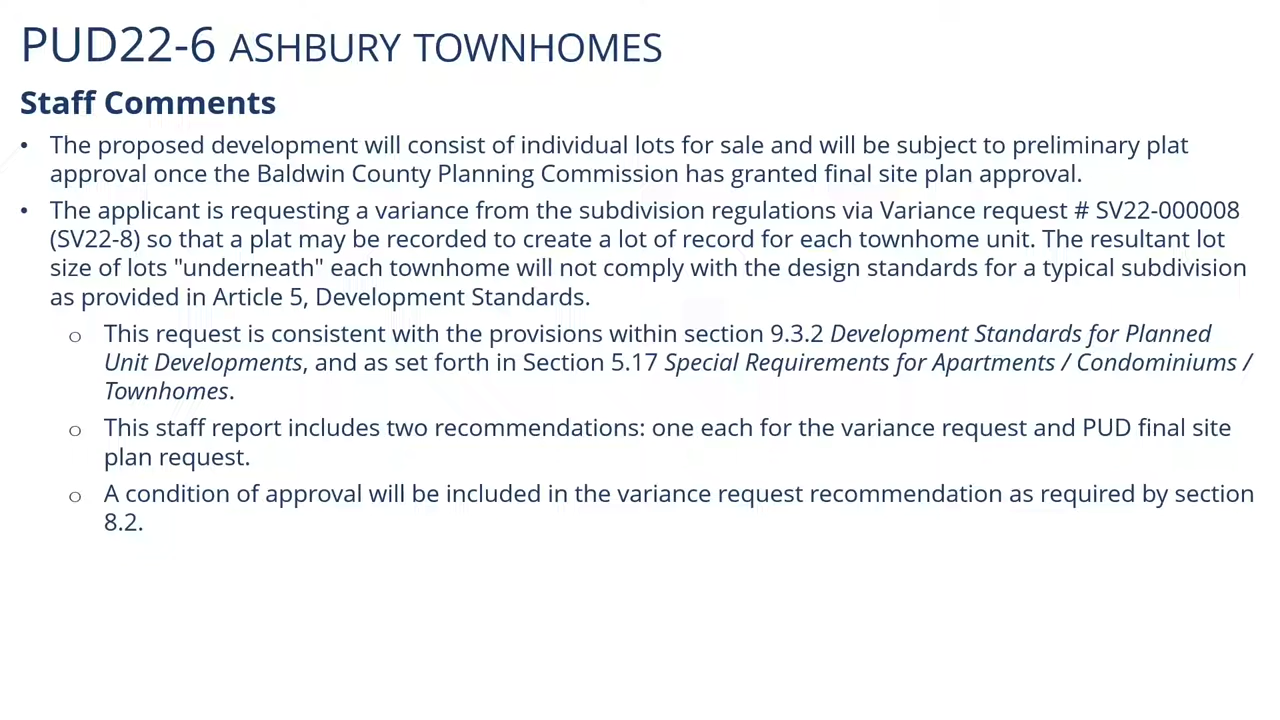 PUD22-6 ASHBURY TOWNHOMES
Staff Comments
• The proposed development will consist of individual lots for sale and will be subject to preliminary plat
approval once the Baldwin County Planning Commission has granted final site plan approval.
• The applicant is requesting a variance from the subdivision regulations via Variance request # SV22-000008
(SV22-8) so that a plat may be recorded to create a lot of record for each townhome unit. The resultant lot
size of lots "underneath" each townhome will not comply with the design standards for a typical subdivision
as provided in Article 5, Development Standards.
o This request is consistent with the provisions within section 9.3.2 Development Standards for Planned
Unit Developments, and as set forth in Section 5.17 Special Requirements for Apartments / Condominiums /
Townhomes.
o This staff report includes two recommendations: one each for the variance request and PUD final site
plan request.
o A condition of approval will be included in the variance request recommendation as required by section
8.2.